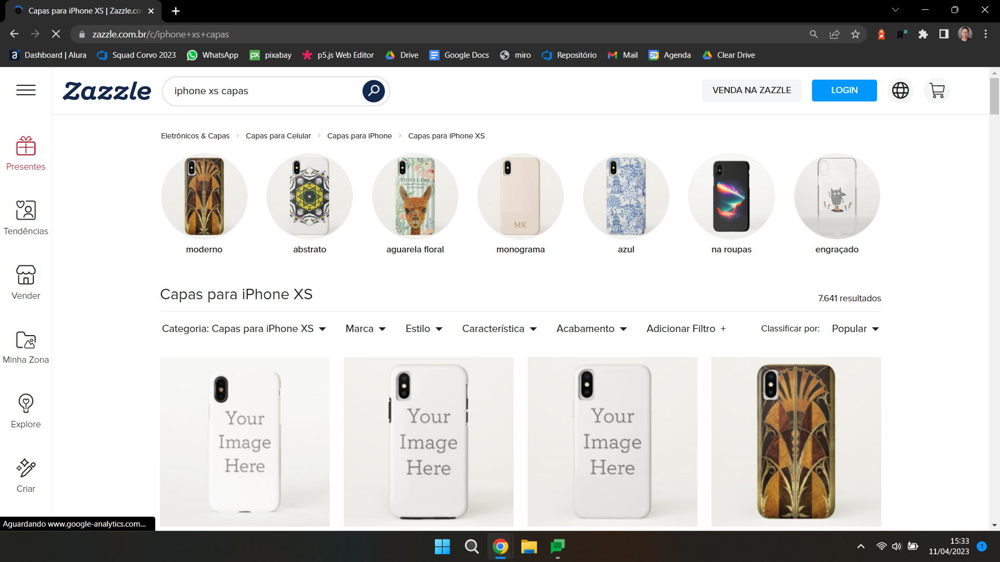 Capas para iPhone XS | Zazzle.co
zazzle.com.br/c/iphone+xs+capas
Dashboard | Alura
Squad Corvo 2023
WhatsApp
pixabay
p5.js Web Editor
Drive
Google Docs
miro
Repositório
Mail
Agenda
Clear Drive
Zazzle
iphone xs capas
VENDA NA ZAZZLE
LOGIN
Presentes
Tendências
Vender
Minha Zona
Explore
Criar
Eletrônicos & Capas
Capas para Celular
Capas para iPhone
Capas para iPhone XS
THIS LLAMA
DOESN'T WANT
YOUR DRAMA
MK
moderno
abstrato
aguarela floral
monograma
azul
na roupas
engraçado
Capas para iPhone XS
7.641 resultados
Categoria: Capas para iPhone XS
Marca
Estilo
Característica
Acabamento
Adicionar Filtro +
Classificar por:
Popular
Your
Image
Here
Your
Image
Here
Your
Image
Here
Aguardando www.google-analytics.com...
15:33
11/04/2023
1